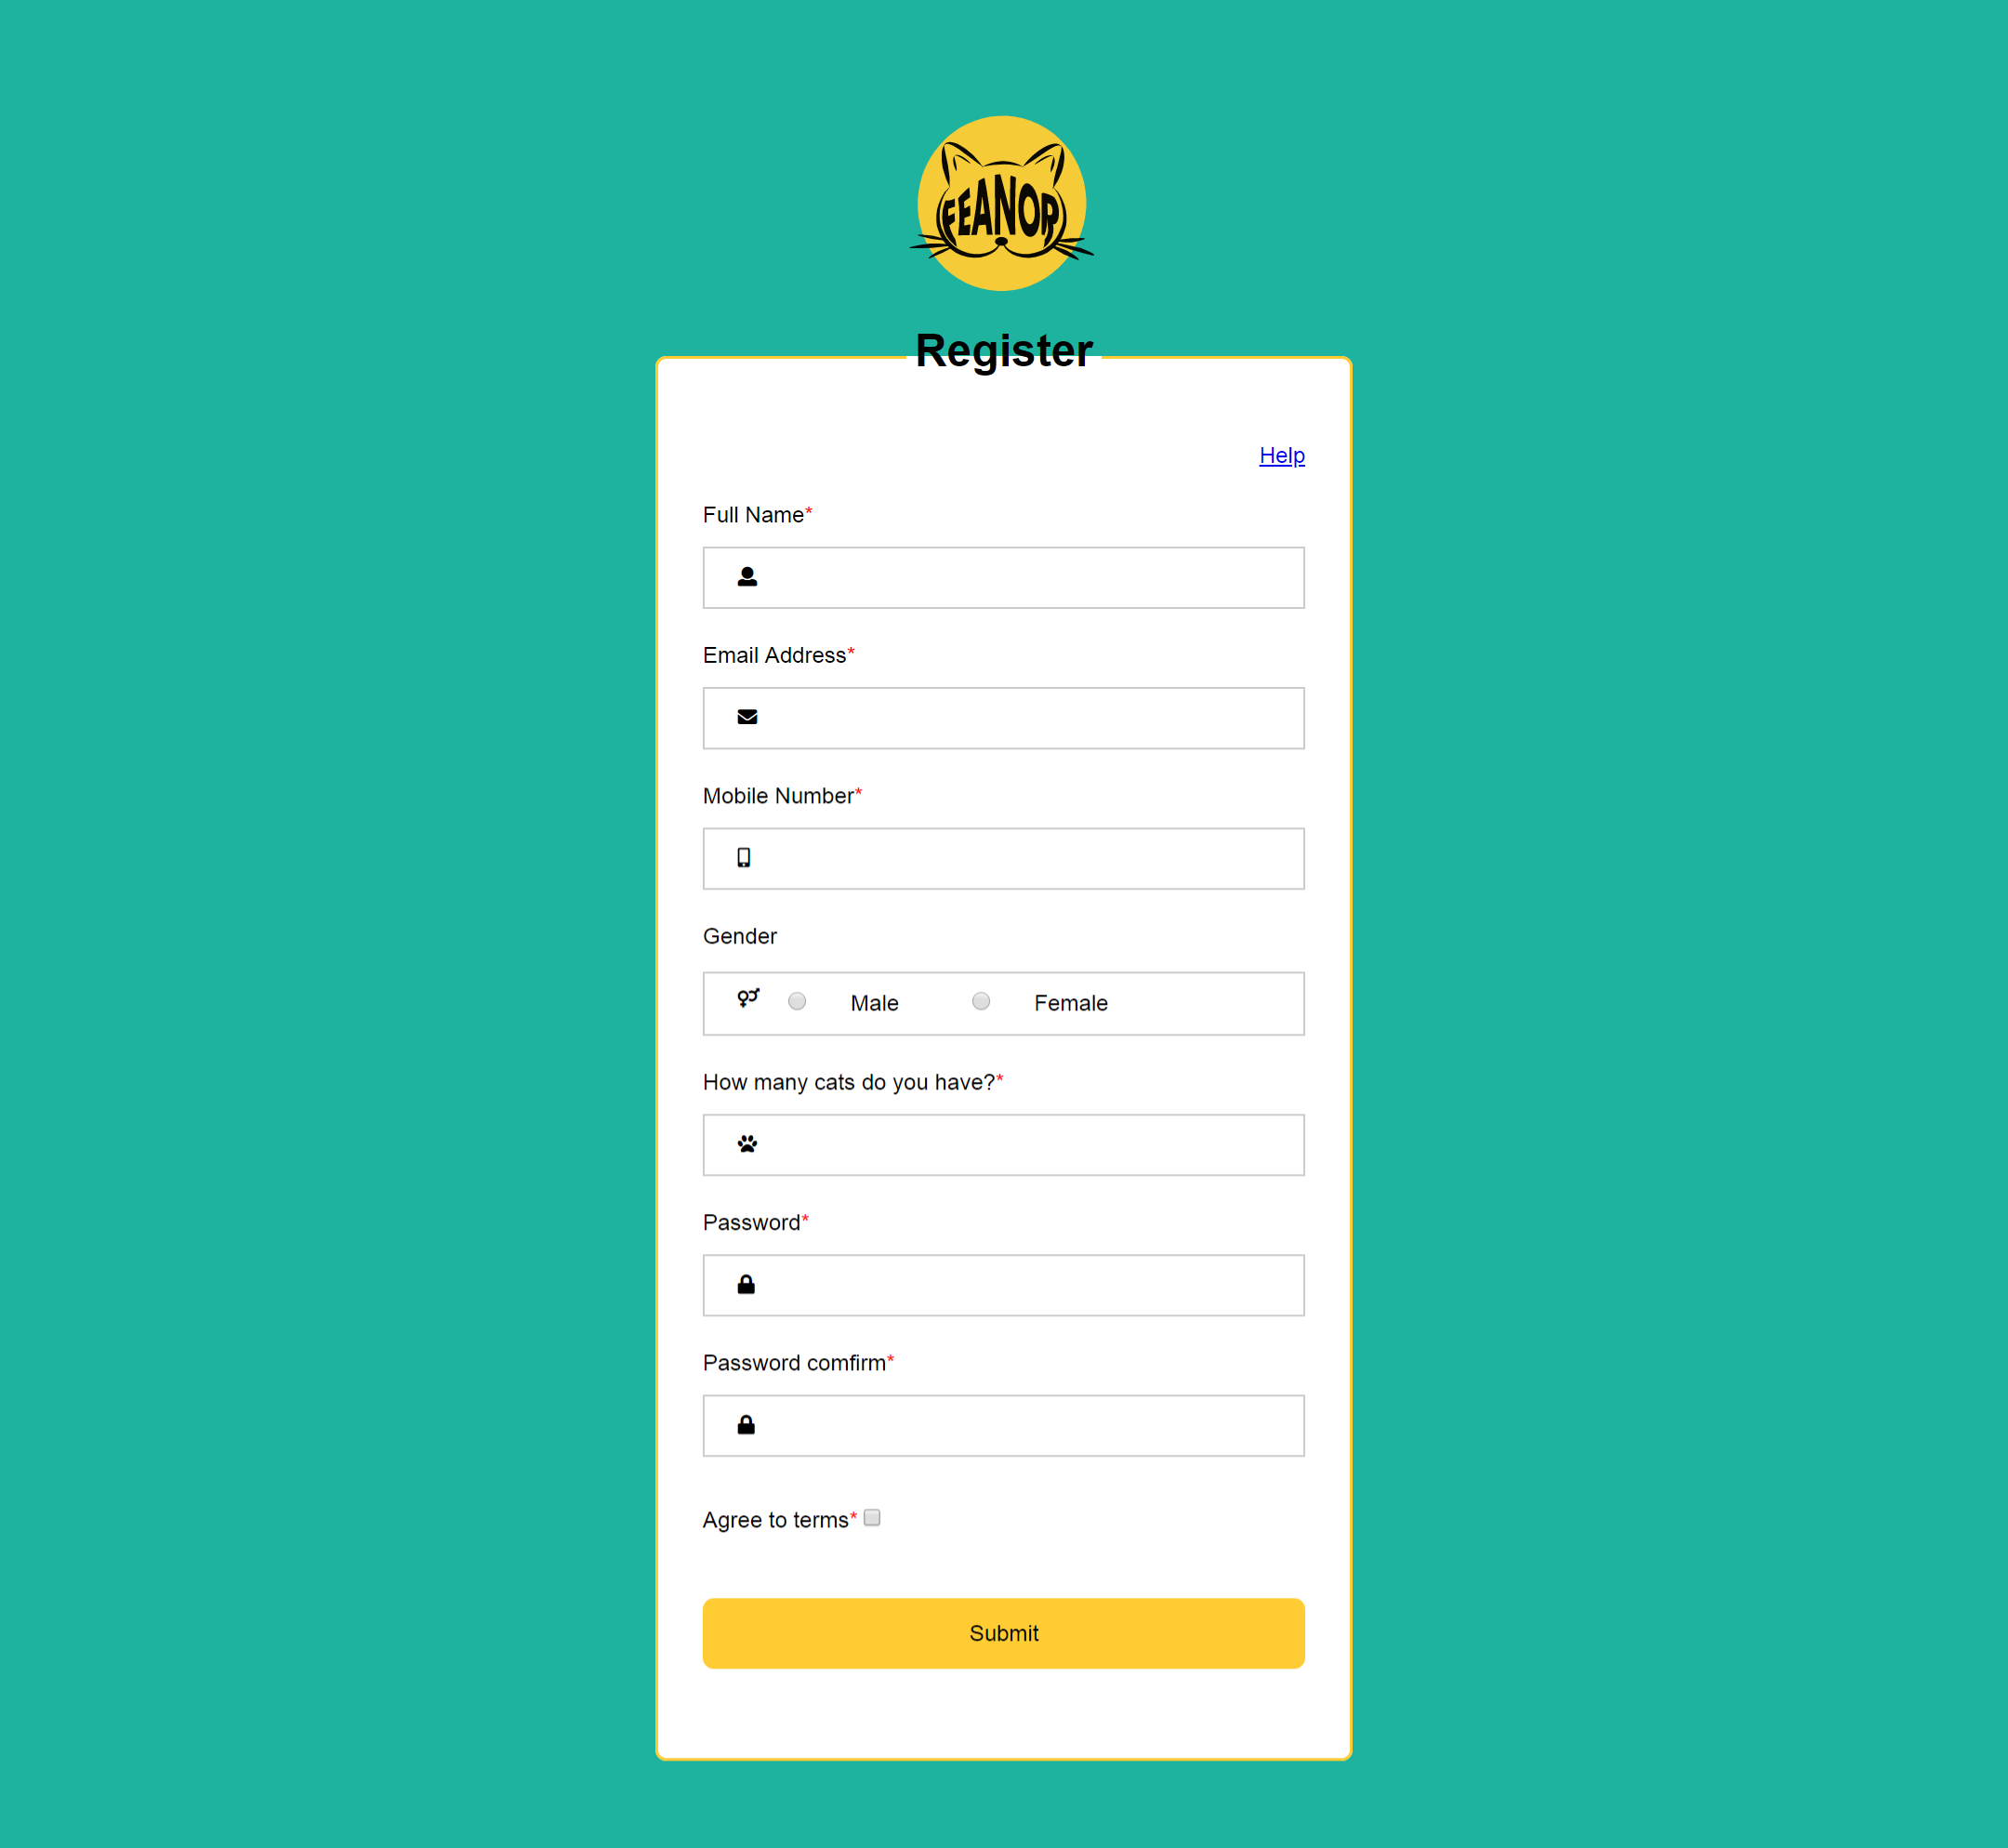 FEANOR
Register
Help
Full Name*
Email Address*
Mobile Number*
Gender
Male Female
How many cats do you have?*
Password*
Password comfirm*
Agree to terms*
Submit